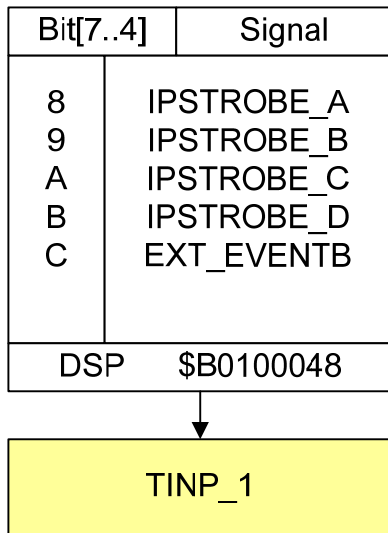 Bit[7..4] Signal
8 IPSTROBE_A
9 IPSTROBE_B
A IPSTROBE_C
B IPSTROBE_D
C EXT_EVENTB
DSP $B0100048
TINP_1